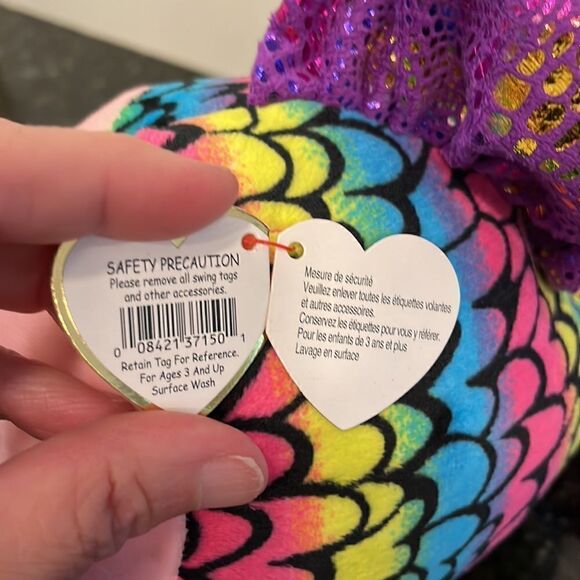 SAFETY PRECAUTION
Please remove all swing tags
and other accessories.
0 08421 37150 1
Retain Tag For Reference.
For Ages 3 And Up
Surface Wash
Mesure de sécurité
Veuillez enlever toutes les étiquettes volantes
et autres accessoires.
Conservez les étiquettes pour vous y référer.
Pour les enfants de 3 ans et plus
Lavage en surface